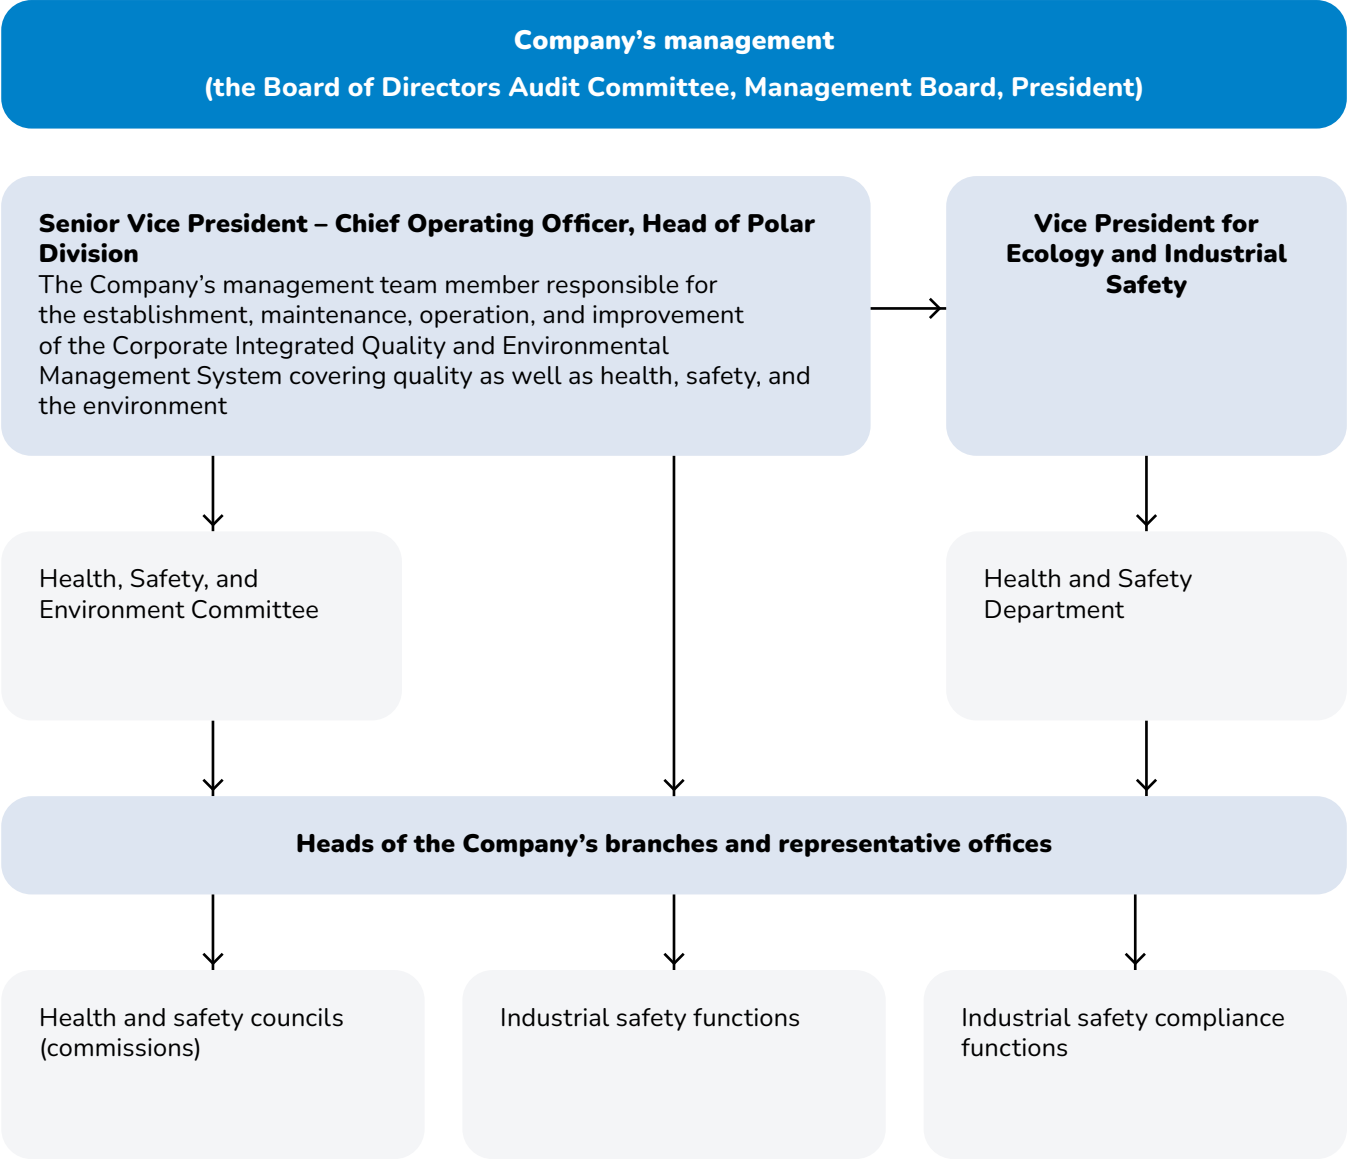 Company’s management
(the Board of Directors Audit Committee, Management Board, President)
Senior Vice President – Chief Operating Officer, Head of Polar
Division
The Company’s management team member responsible for
the establishment, maintenance, operation, and improvement
of the Corporate Integrated Quality and Environmental
Management System covering quality as well as health, safety, and
the environment
Vice President for
Ecology and Industrial
Safety
Health, Safety, and
Environment Committee
Health and Safety
Department
Heads of the Company’s branches and representative offices
Health and safety councils
(commissions)
Industrial safety functions
Industrial safety compliance
functions